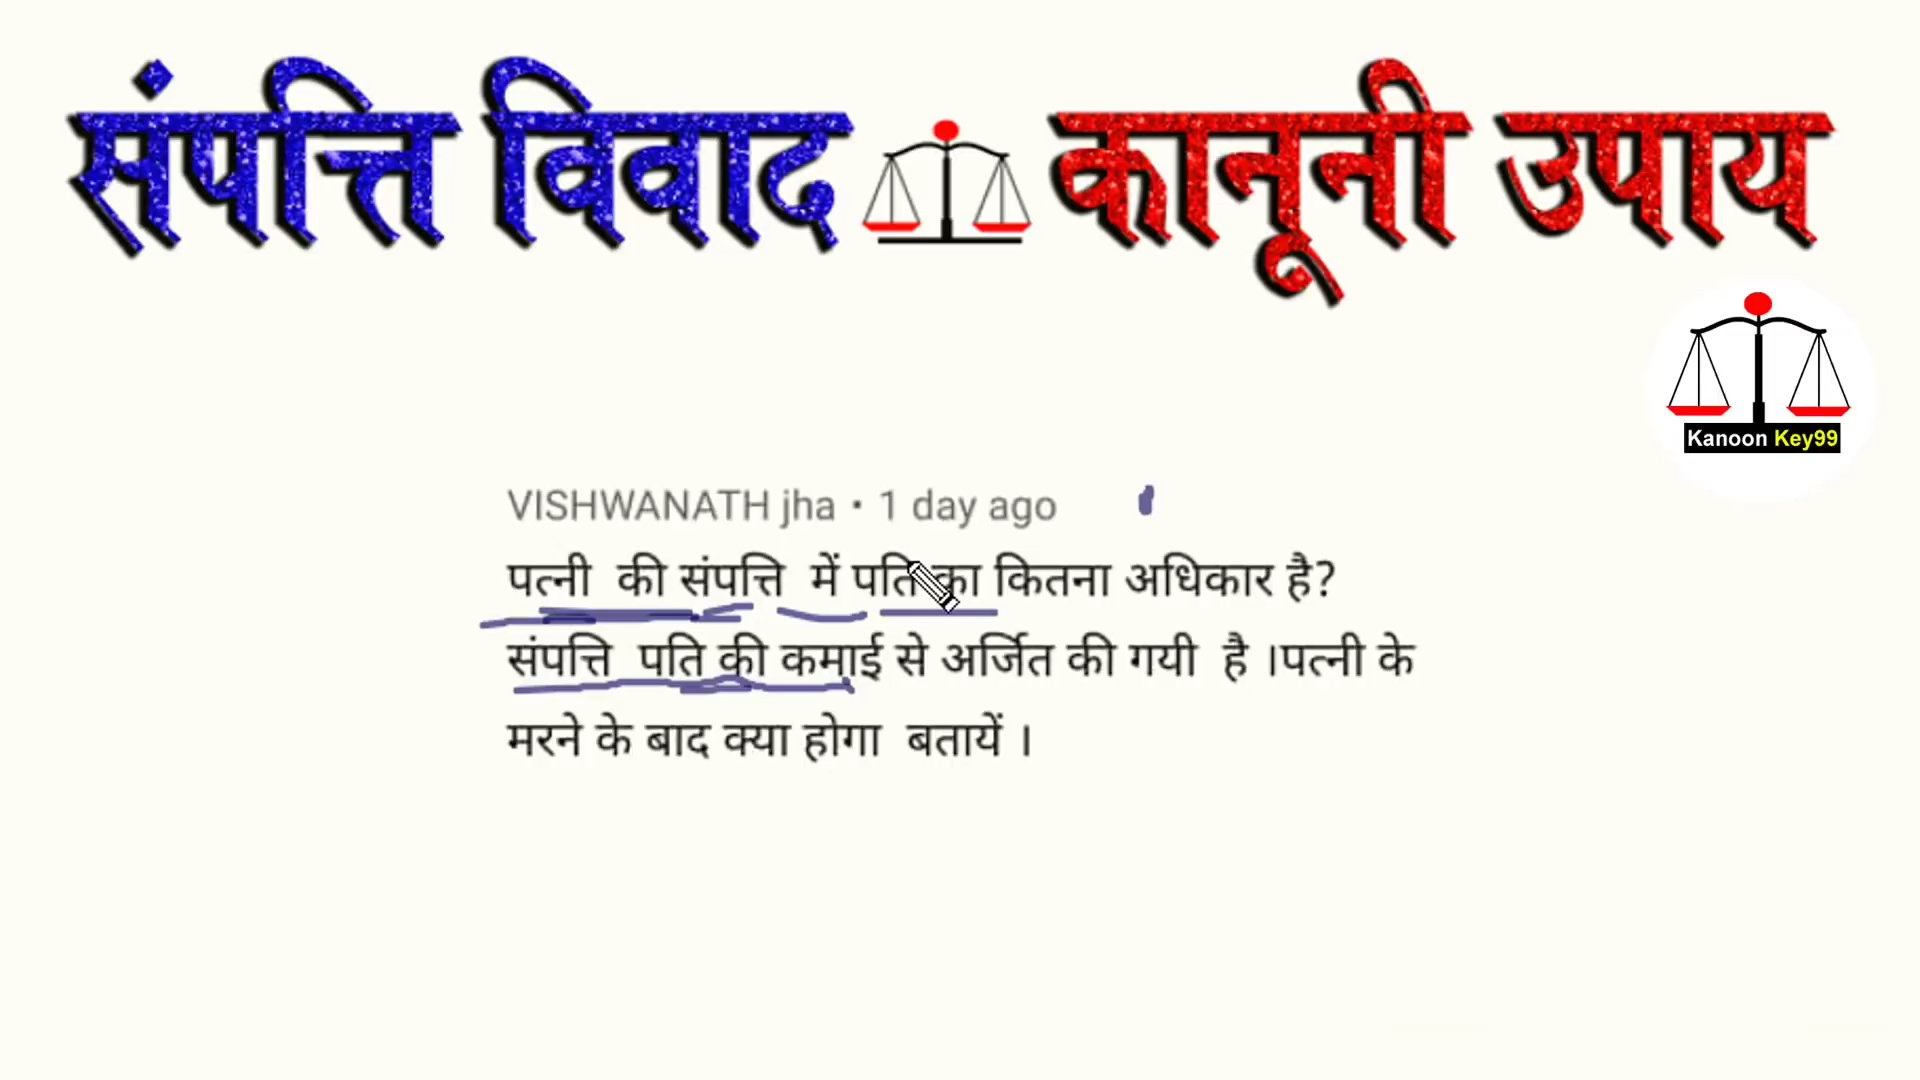 संपत्ति विवाद कानूनी उपाय
Kanoon Key99
VISHWANATH jha • 1 day ago
पत्नी की संपत्ति में पति का कितना अधिकार है?
संपत्ति पति की कमाई से अर्जित की गयी है ।पत्नी के
मरने के बाद क्या होगा बतायें ।